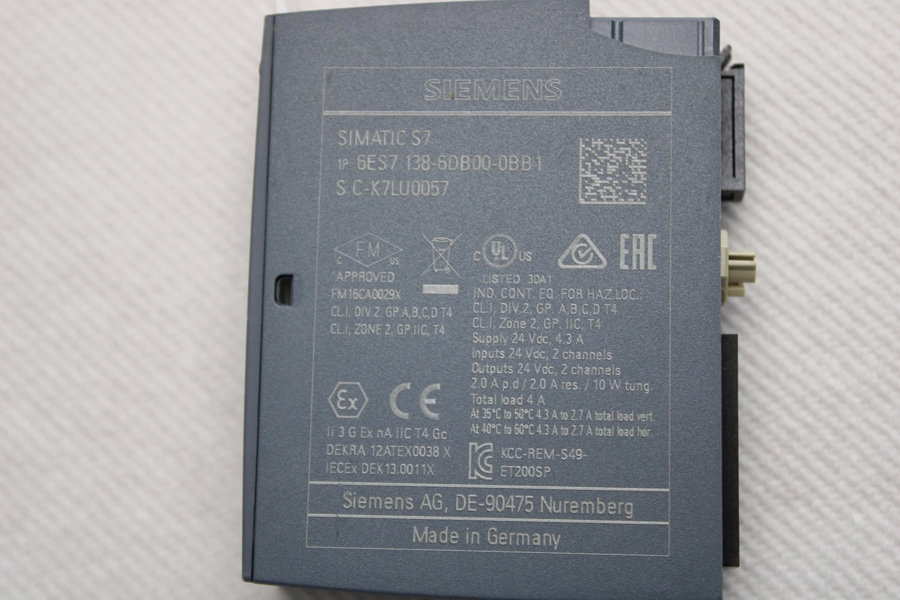 SIEMENS
SIMATIC S7
1P 6ES7 138-6DB00-0BB1
S C-K7LU0057
C FM US
APPROVED
FM16CA0029X
CL.I, DIV.2, GP.A,B,C,D T4
CL.I, ZONE 2, GP.IIC, T4
C UL US
LISTED 30A1
IND. CONT. EQ. FOR HAZ.LOC.:
CL.I, DIV.2, GP. A,B,C,D T4
CL.I, Zone 2, GP. IIC, T4
Supply 24 Vdc, 4.3 A
Inputs 24 Vdc, 2 channels
Outputs 24 Vdc, 2 channels
2.0 A p.d / 2.0 A res. / 10 W tung.
Total load 4 A
At 35°C to 50°C 4.3 A to 2.7 A total load vert.
At 40°C to 60°C 4.3 A to 2.7 A total load hor.
EAC
Ex CE
II 3 G Ex nA IIC T4 Gc
DEKRA 12ATEX0038 X
IECEx DEK13.0011X
KCC-REM-S49-
ET200SP
Siemens AG, DE-90475 Nuremberg
Made in Germany